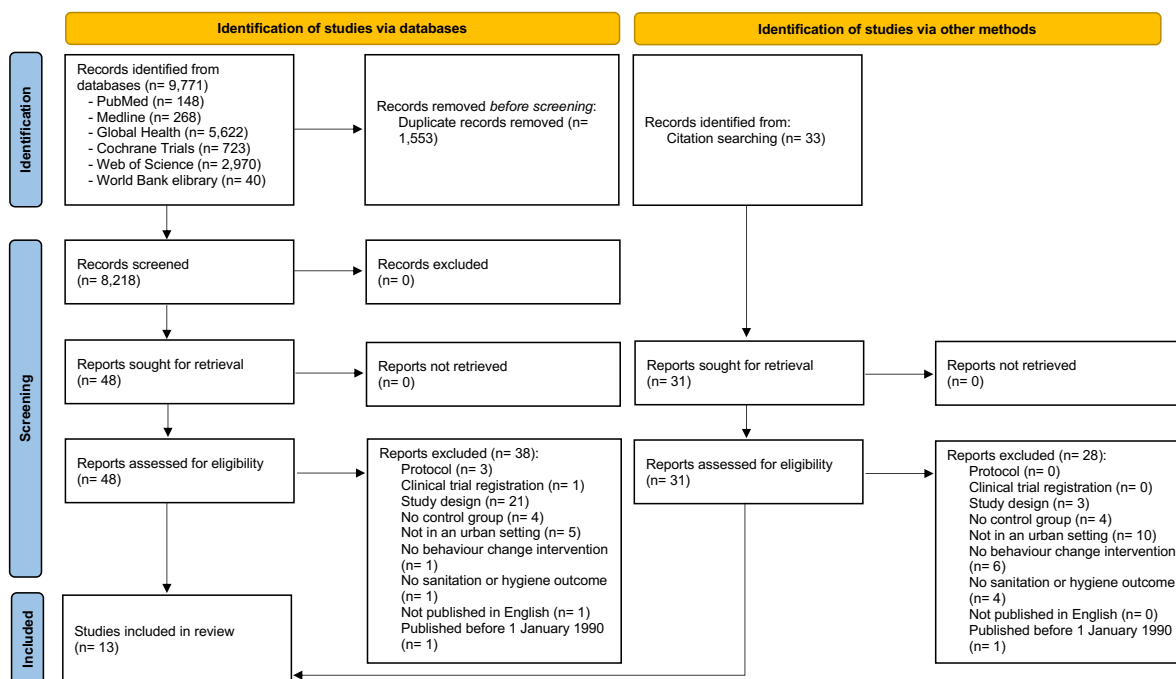 Identification of studies via databases
Identification of studies via other methods
Identification
Records identified from
databases (n= 9,771)
- PubMed (n= 148)
- Medline (n= 268)
- Global Health (n= 5,622)
- Cochrane Trials (n= 723)
- Web of Science (n= 2,970)
- World Bank elibrary (n= 40)
Records removed before screening:
Duplicate records removed (n=
1,553)
Records identified from:
Citation searching (n= 33)
Screening
Records screened
(n= 8,218)
Records excluded
(n= 0)
Reports sought for retrieval
(n= 48)
Reports not retrieved
(n= 0)
Reports sought for retrieval
(n= 31)
Reports not retrieved
(n= 0)
Reports assessed for eligibility
(n= 48)
Reports excluded (n= 38):
Protocol (n= 3)
Clinical trial registration (n= 1)
Study design (n= 21)
No control group (n= 4)
Not in an urban setting (n= 5)
No behaviour change intervention
(n= 1)
No sanitation or hygiene outcome
(n= 1)
Not published in English (n= 1)
Published before 1 January 1990
(n= 1)
Reports assessed for eligibility
(n= 31)
Reports excluded (n= 28):
Protocol (n= 0)
Clinical trial registration (n= 0)
Study design (n= 3)
No control group (n= 4)
Not in an urban setting (n= 10)
No behaviour change intervention
(n= 6)
No sanitation or hygiene outcome
(n= 4)
Not published in English (n= 0)
Published before 1 January 1990
(n= 1)
Included
Studies included in review
(n= 13)